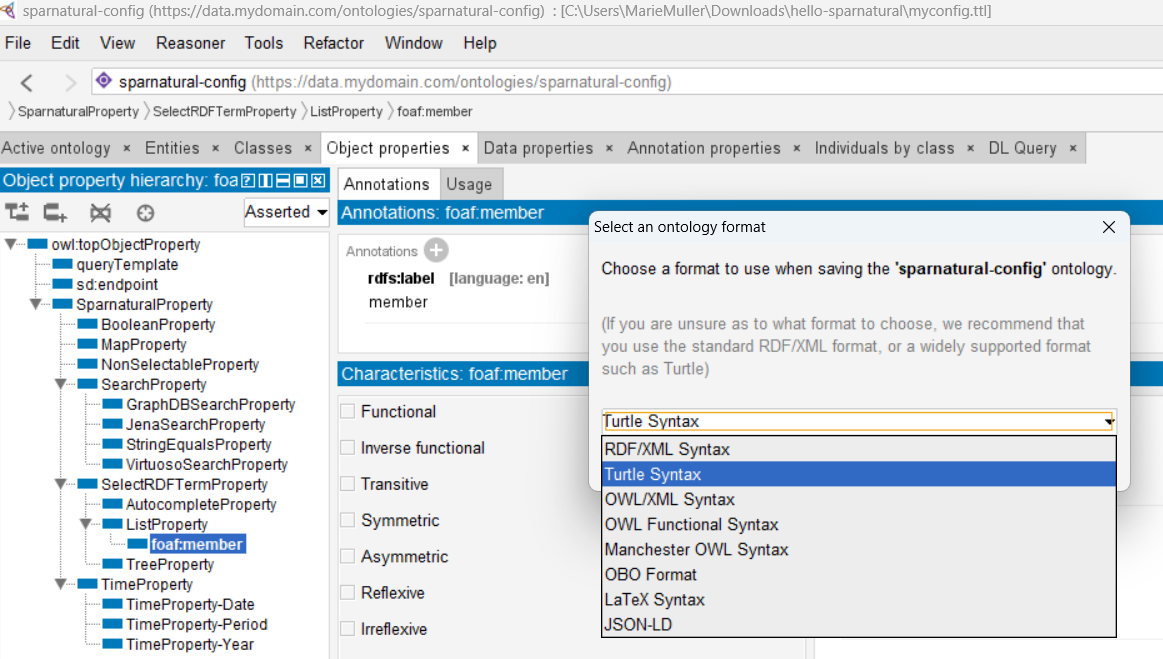 sparnatural-config (https://data.mydomain.com/ontologies/sparnatural-config) : [C:\Users\MarieMuller\Downloads\hello-sparnatural\myconfig.ttl]
File Edit View Reasoner Tools Refactor Window Help
sparnatural-config (https://data.mydomain.com/ontologies/sparnatural-config)
SparnaturalProperty SelectRDFTermProperty ListProperty foaf:member
Active ontology × Entities × Classes × Object properties × Data properties × Annotation properties × Individuals by class × DL Query ×
Object property hierarchy: foa
Asserted
owl:topObjectProperty
queryTemplate
sd:endpoint
SparnaturalProperty
BooleanProperty
MapProperty
NonSelectableProperty
SearchProperty
GraphDBSearchProperty
JenaSearchProperty
StringEqualsProperty
VirtuosoSearchProperty
SelectRDFTermProperty
AutocompleteProperty
ListProperty
foaf:member
TreeProperty
TimeProperty
TimeProperty-Date
TimeProperty-Period
TimeProperty-Year
Annotations Usage
Annotations: foaf:member
Annotations
rdfs:label [language: en]
member
Characteristics: foaf:member
Functional
Inverse functional
Transitive
Symmetric
Asymmetric
Reflexive
Irreflexive
Select an ontology format
Choose a format to use when saving the 'sparnatural-config' ontology.
(If you are unsure as to what format to choose, we recommend that
you use the standard RDF/XML format, or a widely supported format
such as Turtle)
Turtle Syntax
RDF/XML Syntax
Turtle Syntax
OWL/XML Syntax
OWL Functional Syntax
Manchester OWL Syntax
OBO Format
LaTeX Syntax
JSON-LD